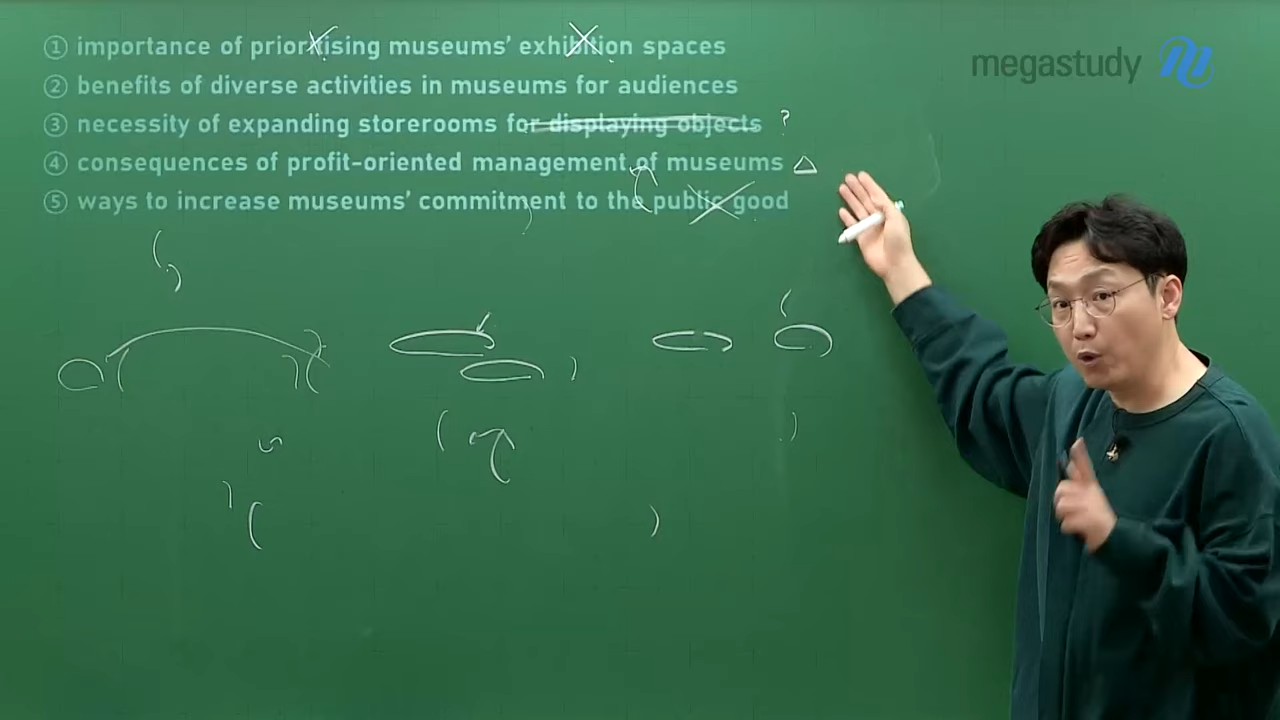 ① importance of prioritising museums' exhibition spaces
② benefits of diverse activities in museums for audiences
③ necessity of expanding storerooms for displaying objects ?
④ consequences of profit-oriented management of museums △
⑤ ways to increase museums' commitment to the public good
megastudy